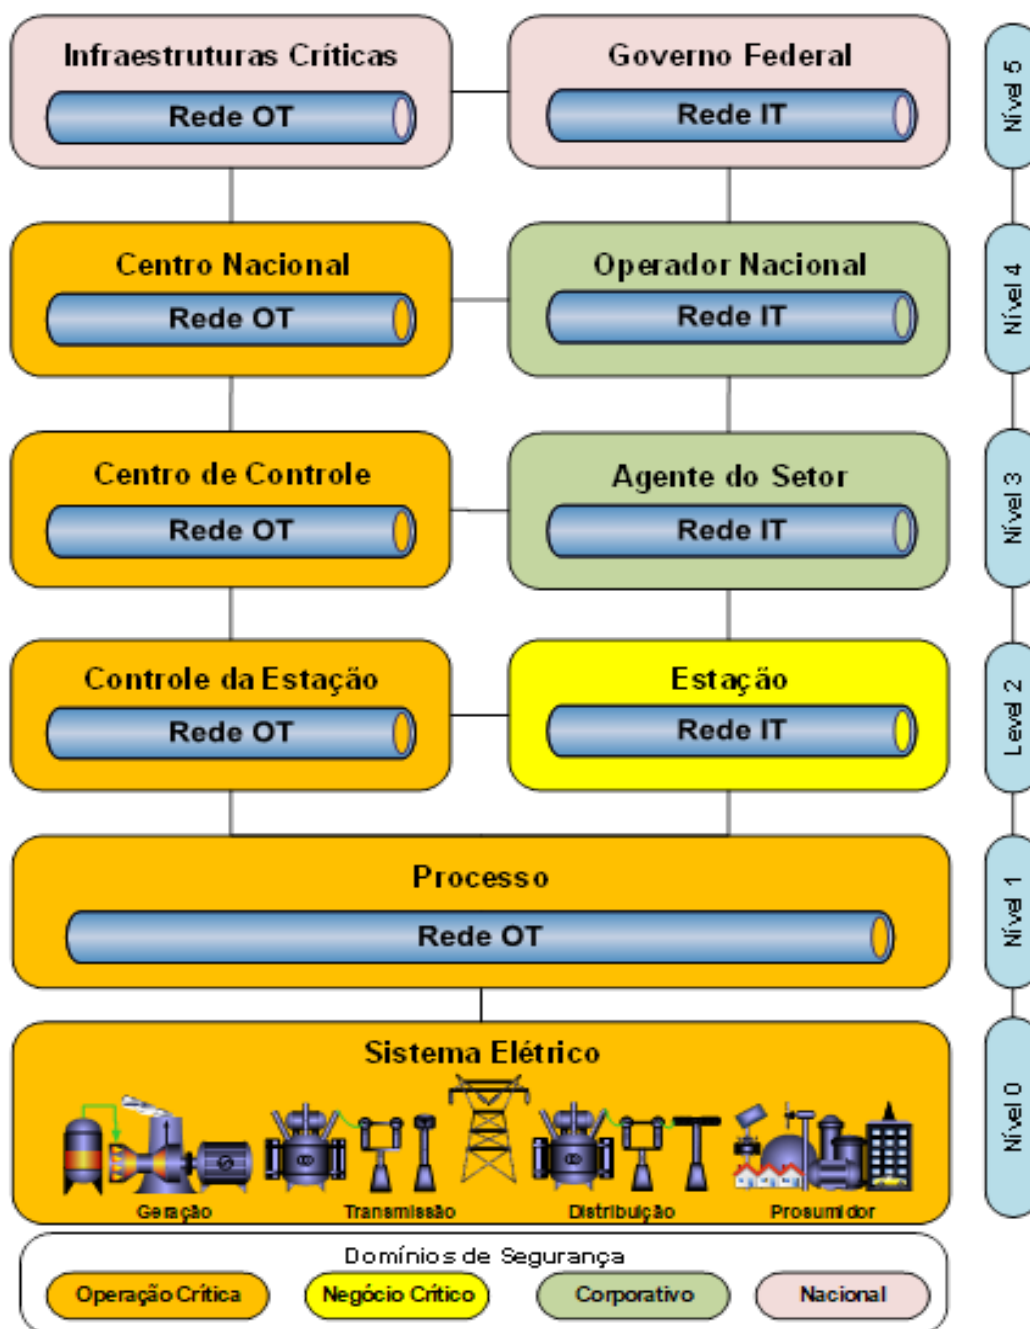 Infraestruturas Críticas
Rede OT
Governo Federal
Rede IT
Nível 5
Centro Nacional
Rede OT
Operador Nacional
Rede IT
Nível 4
Centro de Controle
Rede OT
Agente do Setor
Rede IT
Nível 3
Controle da Estação
Rede OT
Estação
Rede IT
Level 2
Processo
Rede OT
Nível 1
Sistema Elétrico
Geração
Transmissão
Distribuição
Prosumidor
Nível 0
Domínios de Segurança
Operação Crítica
Negócio Crítico
Corporativo
Nacional